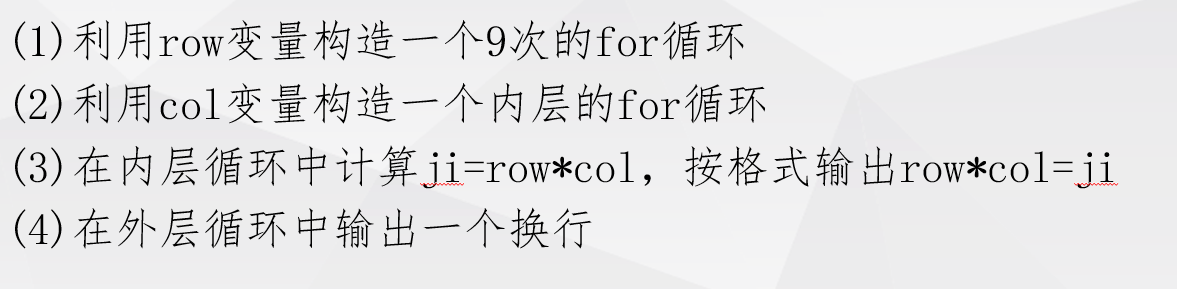 (1)利用row变量构造一个9次的for循环
(2)利用col变量构造一个内层的for循环
(3)在内层循环中计算ji=row*col，按格式输出row*col=ji
(4)在外层循环中输出一个换行